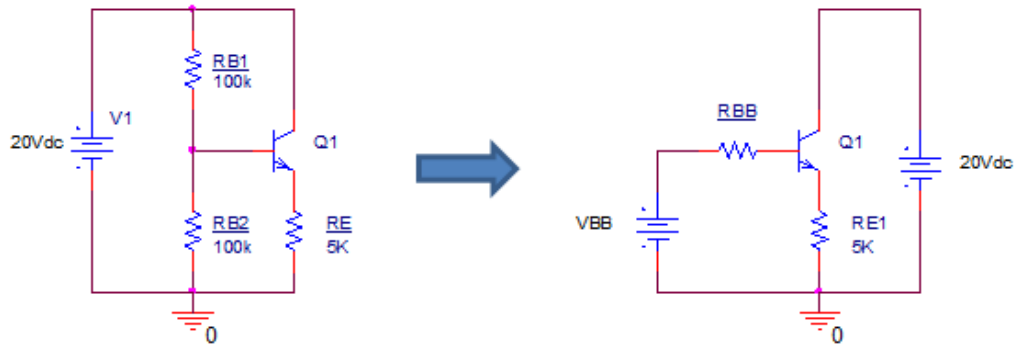 RB1
100k
V1
20Vdc
Q1
RB2
100k
RE
5K
0
RBB
Q1
20Vdc
VBB
RE1
5K
0